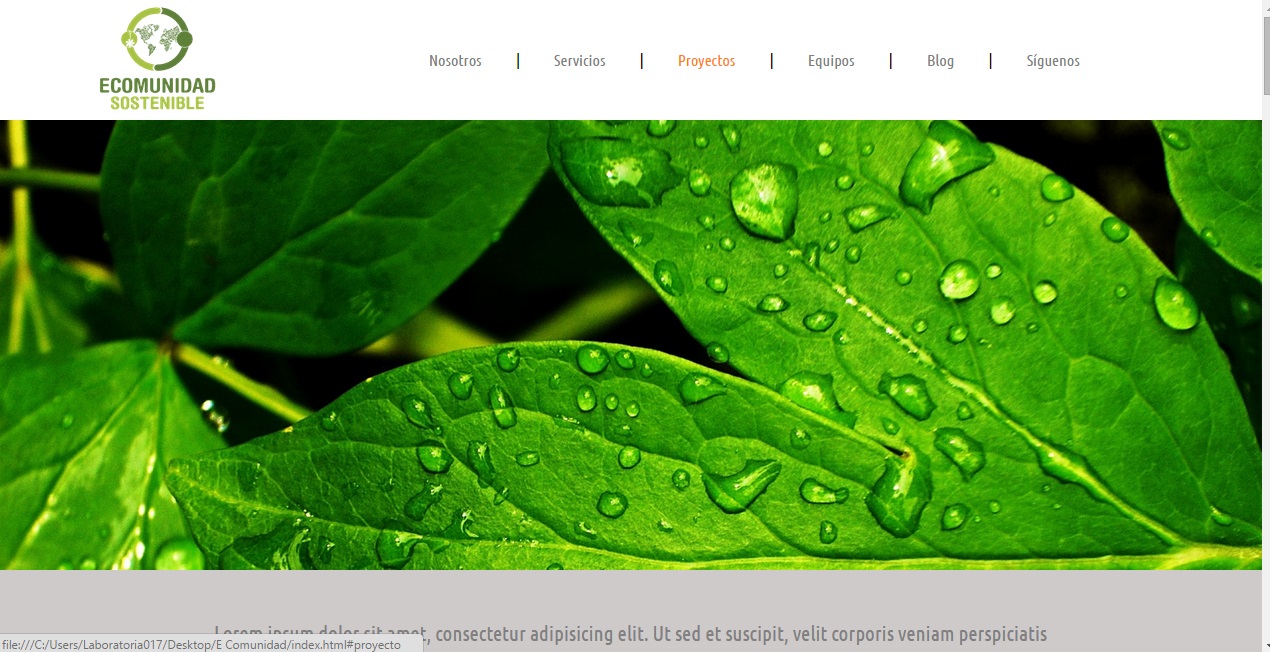 ECOMUNIDAD
SOSTENIBLE
Nosotros | Servicios | Proyectos | Equipos | Blog | Síguenos
Lorem ipsum dolor sit amet, consectetur adipisicing elit. Ut sed et suscipit, velit corporis veniam perspiciatis
file:///C:/Users/Laboratoria017/Desktop/E Comunidad/index.html#proyecto